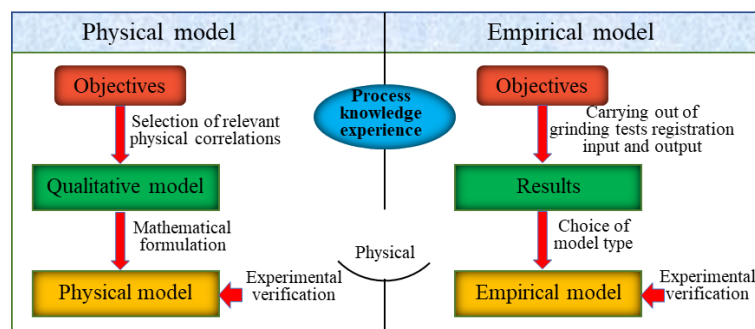 Physical model
Empirical model
Objectives
Selection of relevant
physical correlations
Qualitative model
Mathematical
formulation
Physical model
Experimental
verification
Process
knowledge
experience
Physical
Objectives
Carrying out of
grinding tests registration
input and output
Results
Choice of
model type
Empirical model
Experimental
verification